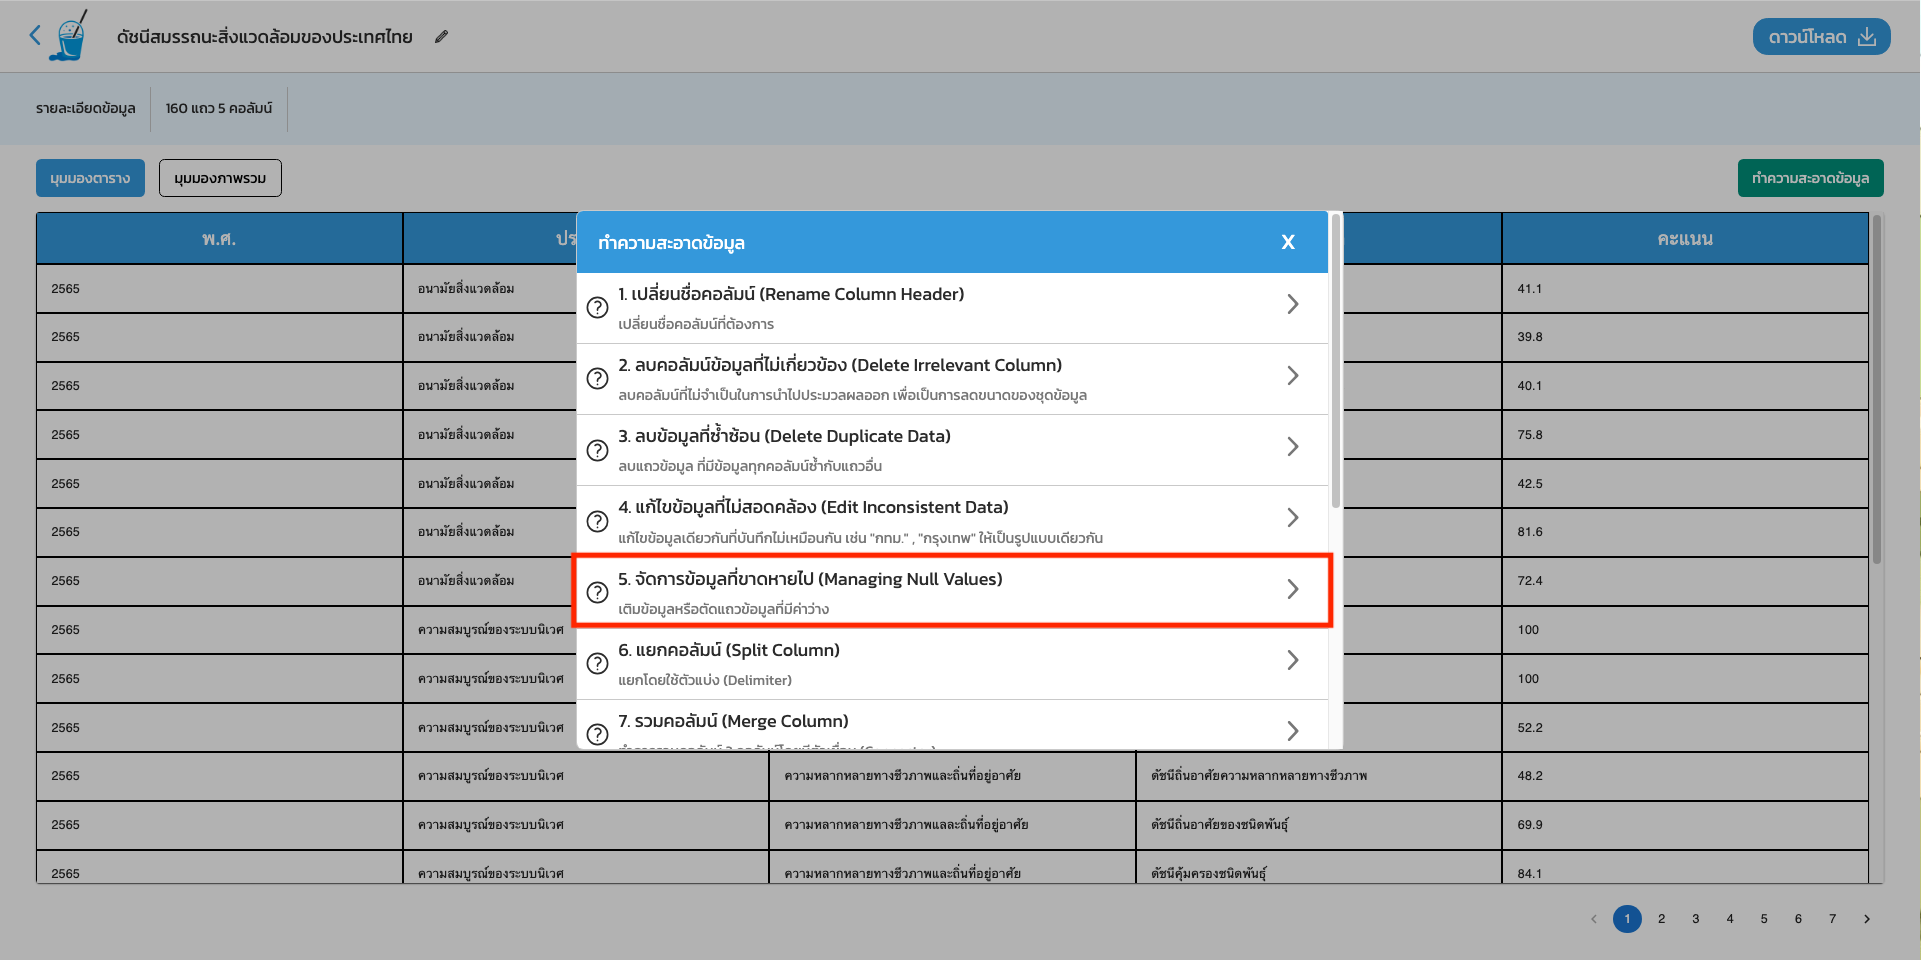 ดัชนีสมรรถนะสิ่งแวดล้อมของประเทศไทย
ดาวน์โหลด
รายละเอียดข้อมูล
160 แถว 5 คอลัมน์
มุมมองตาราง
มุมมองภาพรวม
ทำความสะอาดข้อมูล
พ.ศ.
ปร
คะแนน
ทำความสะอาดข้อมูล
X
1. เปลี่ยนชื่อคอลัมน์ (Rename Column Header)
เปลี่ยนชื่อคอลัมน์ที่ต้องการ
2. ลบคอลัมน์ข้อมูลที่ไม่เกี่ยวข้อง (Delete Irrelevant Column)
ลบคอลัมน์ที่ไม่จำเป็นในการนำไปประมวลผลออก เพื่อเป็นการลดขนาดของชุดข้อมูล
3. ลบข้อมูลที่ซ้ำซ้อน (Delete Duplicate Data)
ลบแถวข้อมูล ที่มีข้อมูลทุกคอลัมน์ซ้ำกับแถวอื่น
4. แก้ไขข้อมูลที่ไม่สอดคล้อง (Edit Inconsistent Data)
แก้ไขข้อมูลเดียวกันที่บันทึกไม่เหมือนกัน เช่น "กทม." , "กรุงเทพ" ให้เป็นรูปแบบเดียวกัน
5. จัดการข้อมูลที่ขาดหายไป (Managing Null Values)
เติมข้อมูลหรือตัดแถวข้อมูลที่มีค่าว่าง
6. แยกคอลัมน์ (Split Column)
แยกโดยใช้ตัวแบ่ง (Delimiter)
7. รวมคอลัมน์ (Merge Column)
2565 อนามัยสิ่งแวดล้อม 41.1
2565 อนามัยสิ่งแวดล้อม 39.8
2565 อนามัยสิ่งแวดล้อม 40.1
2565 อนามัยสิ่งแวดล้อม 75.8
2565 อนามัยสิ่งแวดล้อม 42.5
2565 อนามัยสิ่งแวดล้อม 81.6
2565 อนามัยสิ่งแวดล้อม 72.4
2565 ความสมบูรณ์ของระบบนิเวศ 100
2565 ความสมบูรณ์ของระบบนิเวศ 100
2565 ความสมบูรณ์ของระบบนิเวศ 52.2
2565 ความสมบูรณ์ของระบบนิเวศ ความหลากหลายทางชีวภาพและถิ่นที่อยู่อาศัย ดัชนีถิ่นอาศัยความหลากหลายทางชีวภาพ 48.2
2565 ความสมบูรณ์ของระบบนิเวศ ความหลากหลายทางชีวภาพแลละถิ่นที่อยู่อาศัย ดัชนีถิ่นอาศัยของชนิดพันธุ์ 69.9
2565 ความสมบูรณ์ของระบบนิเวศ ความหลากหลายทางชีวภาพและถิ่นที่อยู่อาศัย ดัชนีคุ้มครองชนิดพันธุ์ 84.1
1 2 3 4 5 6 7